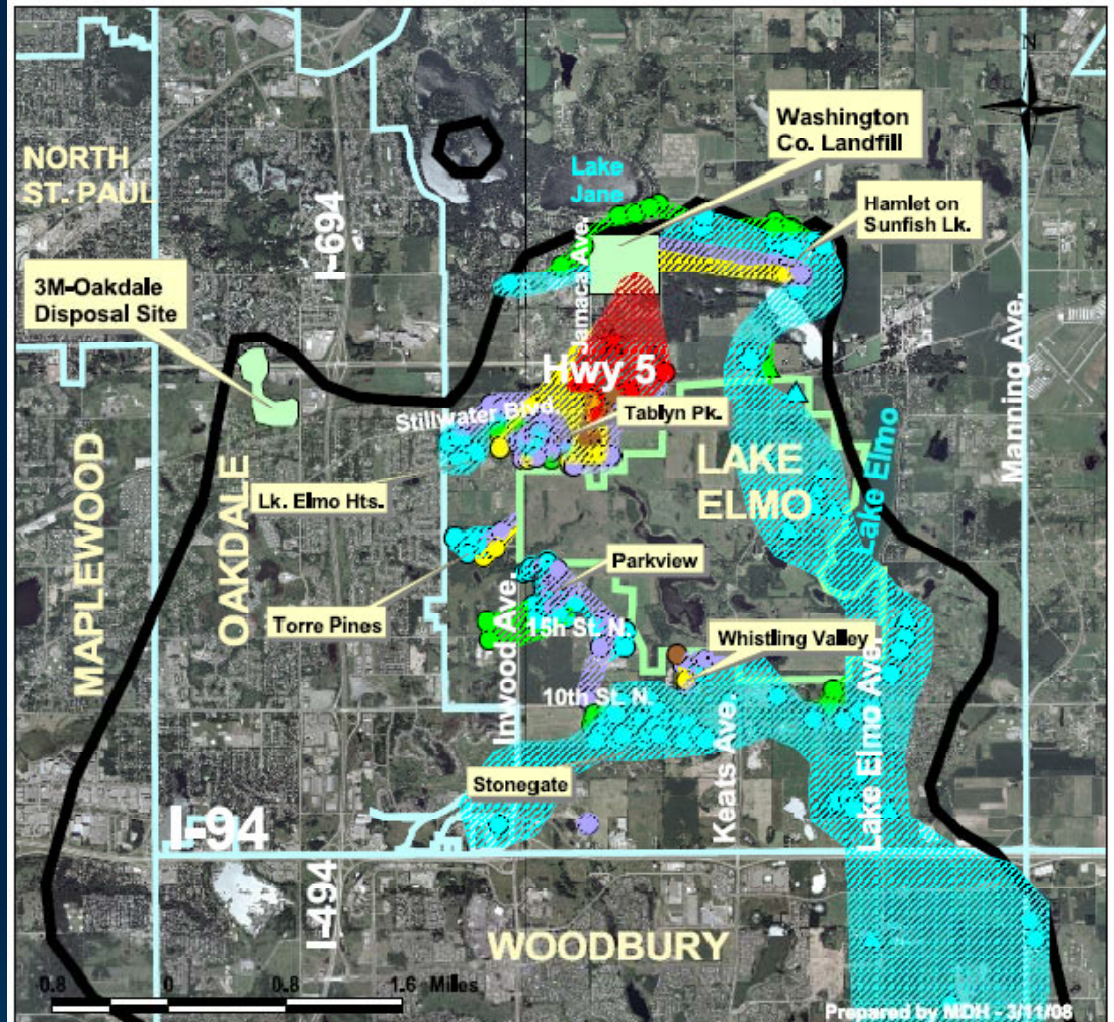 Washington
Co. Landfill
NORTH
ST. PAUL
Lake
Jane
Hamlet on
Sunfish Lk.
I-694
Jamaca Ave.
3M-Oakdale
Disposal Site
Hwy 5
Manning Ave.
Stillwater Blvd.
Tablyn Pk.
MAPLEWOOD
OAKDALE
LAKE
ELMO
Lake Elmo
Lk. Elmo Hts.
Parkview
Inwood Ave.
Torre Pines
15h St. N.
Whistling Valley
10th St. N.
Keats Ave.
Lake Elmo Ave.
Stonegate
I-94
I-494
WOODBURY
0.8 0 0.8 1.6 Miles
Prepared by MDH - 3/11/08
N